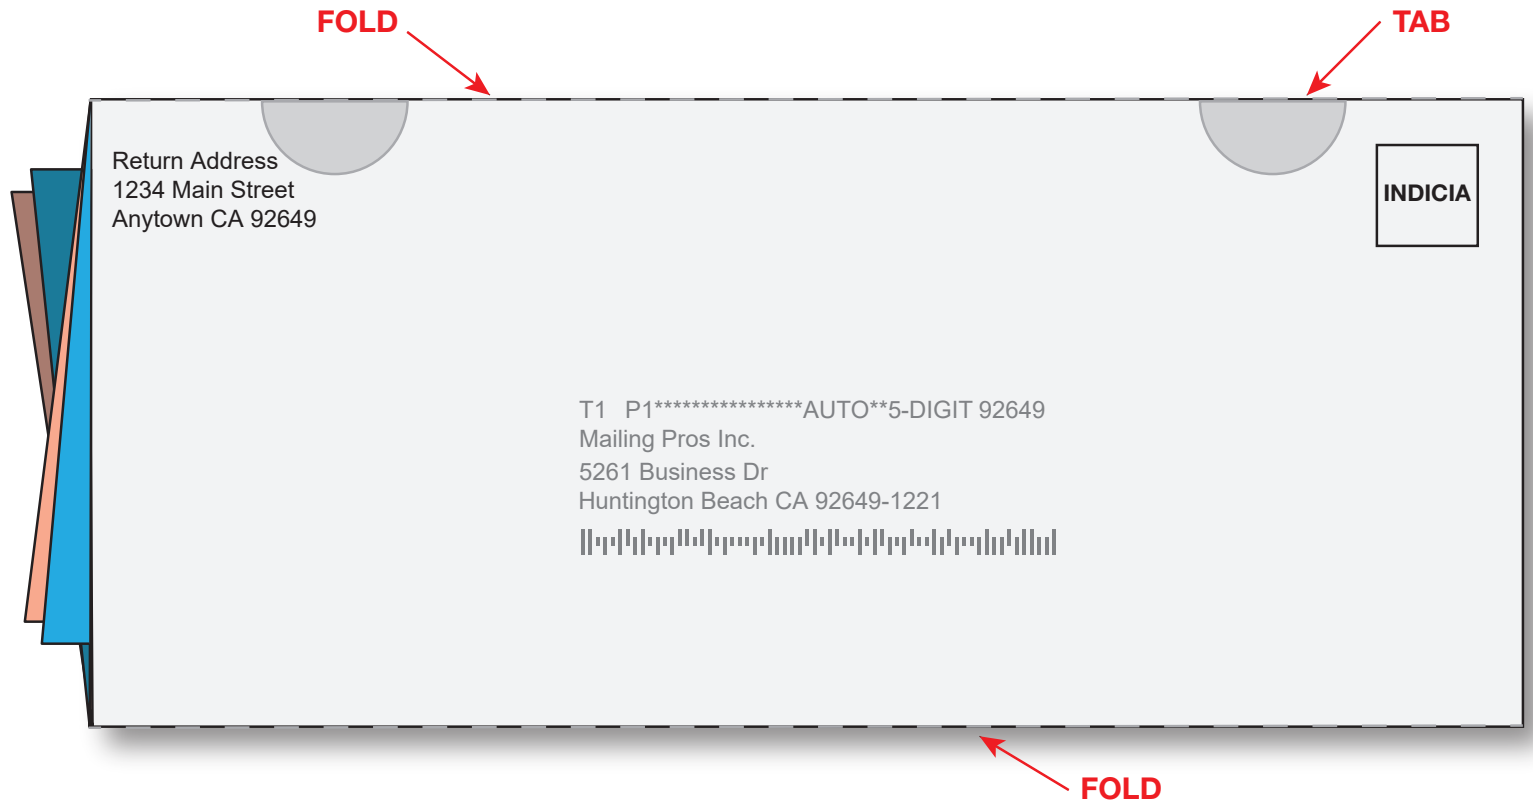 FOLD
TAB
Return Address
1234 Main Street
Anytown CA 92649
INDICIA
T1 P1****************AUTO**5-DIGIT 92649
Mailing Pros Inc.
5261 Business Dr
Huntington Beach CA 92649-1221
FOLD